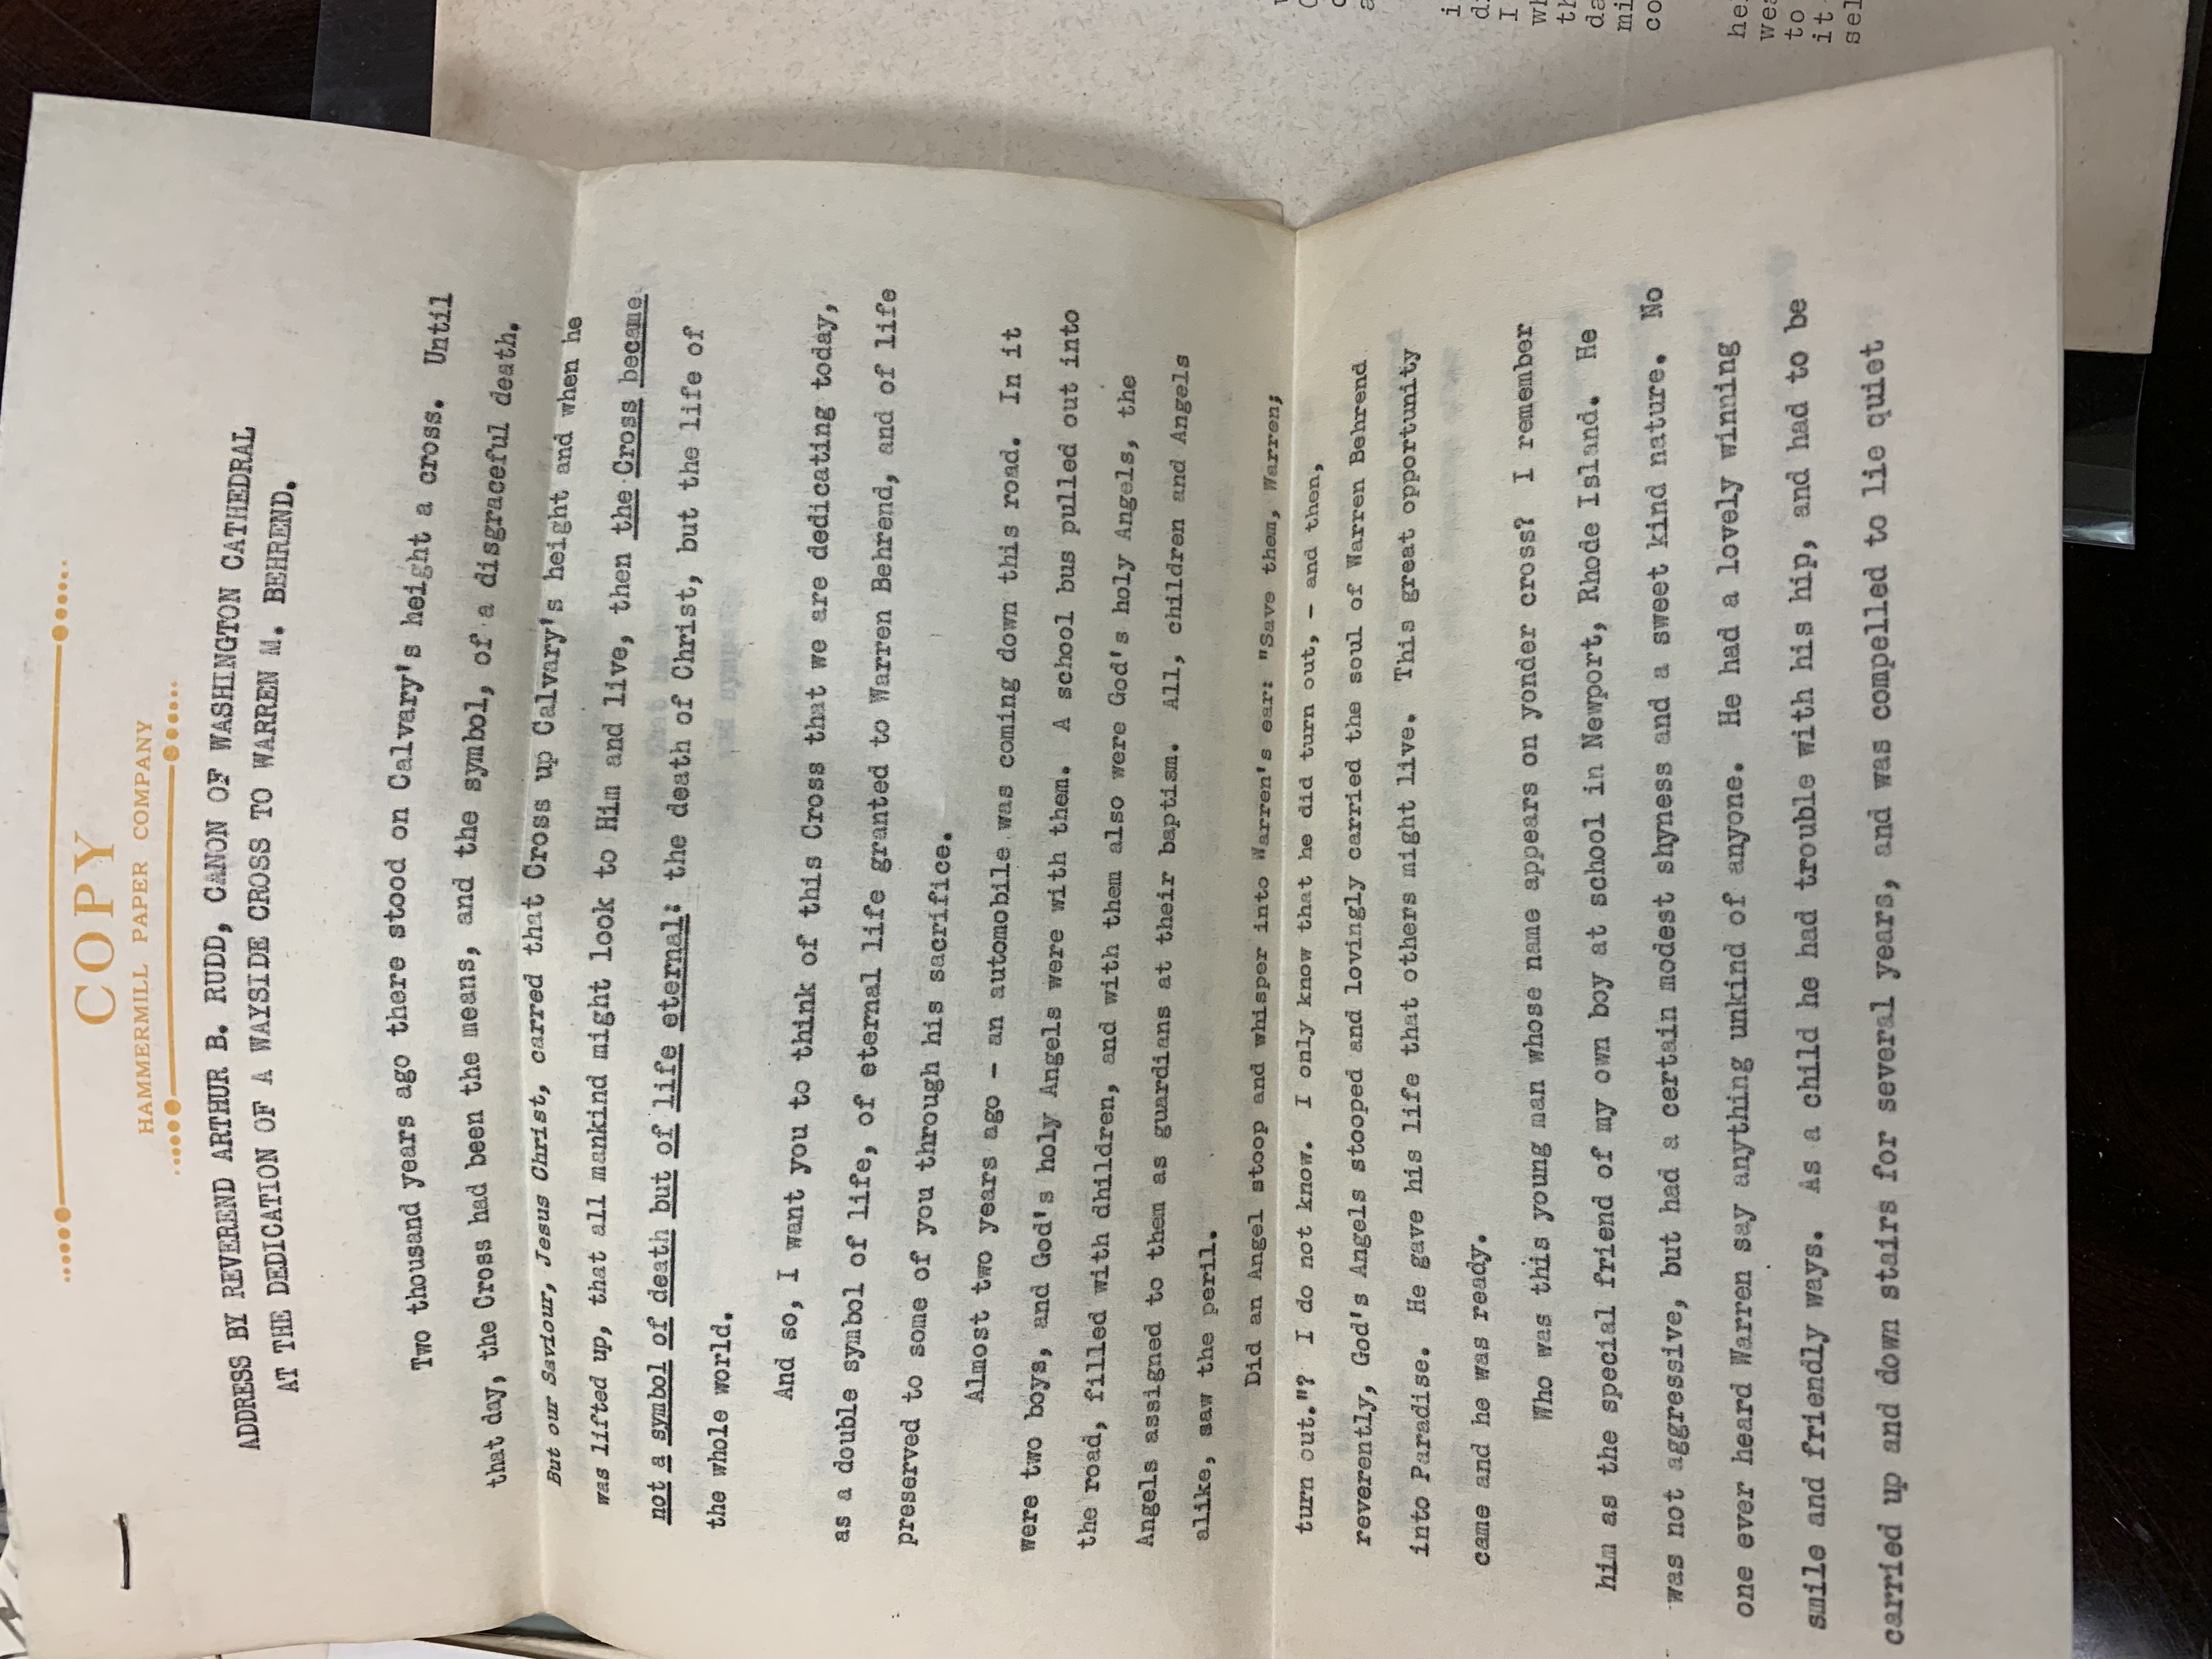 COPY
HAMMERMILL PAPER COMPANY
ADDRESS BY REVEREND ARTHUR B. RUDD, CANON OF WASHINGTON CATHEDRAL
AT THE DEDICATION OF A WAYSIDE CROSS TO WARREN M. BEHREND.
Two thousand years ago there stood on Calvary's height a cross. Until
that day, the Cross had been the means, and the symbol, of a disgraceful death.
But our Saviour, Jesus Christ, carred that Cross up Calvary's height and when he
was lifted up, that all mankind might look to Him and live, then the Cross became
not a symbol of death but of life eternal: the death of Christ, but the life of
the whole world.
And so, I want you to think of this Cross that we are dedicating today,
as a double symbol of life, of eternal life granted to Warren Behrend, and of life
preserved to some of you through his sacrifice.
Almost two years ago - an automobile was coming down this road. In it
were two boys, and God's holy Angels were with them. A school bus pulled out into
the road, filled with dhildren, and with them also were God's holy Angels, the
Angels assigned to them as guardians at their baptism. All, children and Angels
alike, saw the peril.
Did an Angel stoop and whisper into Warren's ear: "Save them, Warren;
turn out."? I do not know. I only know that he did turn out, - and then,
reverently, God's Angels stooped and lovingly carried the soul of Warren Behrend
into Paradise. He gave his life that others might live. This great opportunity
came and he was ready.
Who was this young man whose name appears on yonder cross? I remember
him as the special friend of my own boy at school in Newport, Rhode Island. He
was not aggressive, but had a certain modest shyness and a sweet kind nature. No
one ever heard Warren say anything unkind of anyone. He had a lovely winning
smile and friendly ways. As a child he had trouble with his hip, and had to be
carried up and down stairs for several years, and was compelled to lie quiet
I
to
it